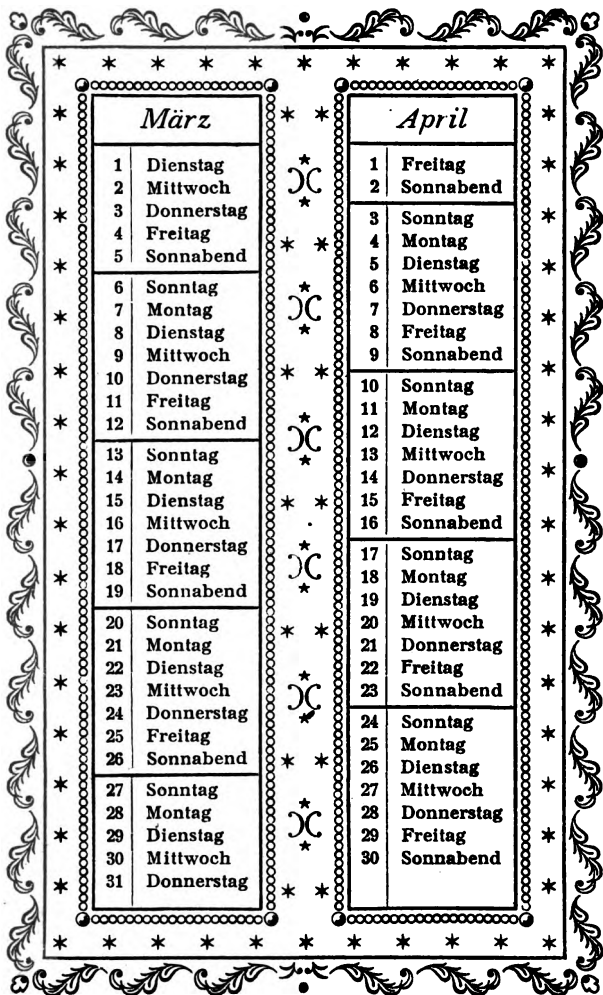 März
1 Dienstag
2 Mittwoch
3 Donnerstag
4 Freitag
5 Sonnabend
6 Sonntag
7 Montag
8 Dienstag
9 Mittwoch
10 Donnerstag
11 Freitag
12 Sonnabend
13 Sonntag
14 Montag
15 Dienstag
16 Mittwoch
17 Donnerstag
18 Freitag
19 Sonnabend
20 Sonntag
21 Montag
22 Dienstag
23 Mittwoch
24 Donnerstag
25 Freitag
26 Sonnabend
27 Sonntag
28 Montag
29 Dienstag
30 Mittwoch
31 Donnerstag
April
1 Freitag
2 Sonnabend
3 Sonntag
4 Montag
5 Dienstag
6 Mittwoch
7 Donnerstag
8 Freitag
9 Sonnabend
10 Sonntag
11 Montag
12 Dienstag
13 Mittwoch
14 Donnerstag
15 Freitag
16 Sonnabend
17 Sonntag
18 Montag
19 Dienstag
20 Mittwoch
21 Donnerstag
22 Freitag
23 Sonnabend
24 Sonntag
25 Montag
26 Dienstag
27 Mittwoch
28 Donnerstag
29 Freitag
30 Sonnabend